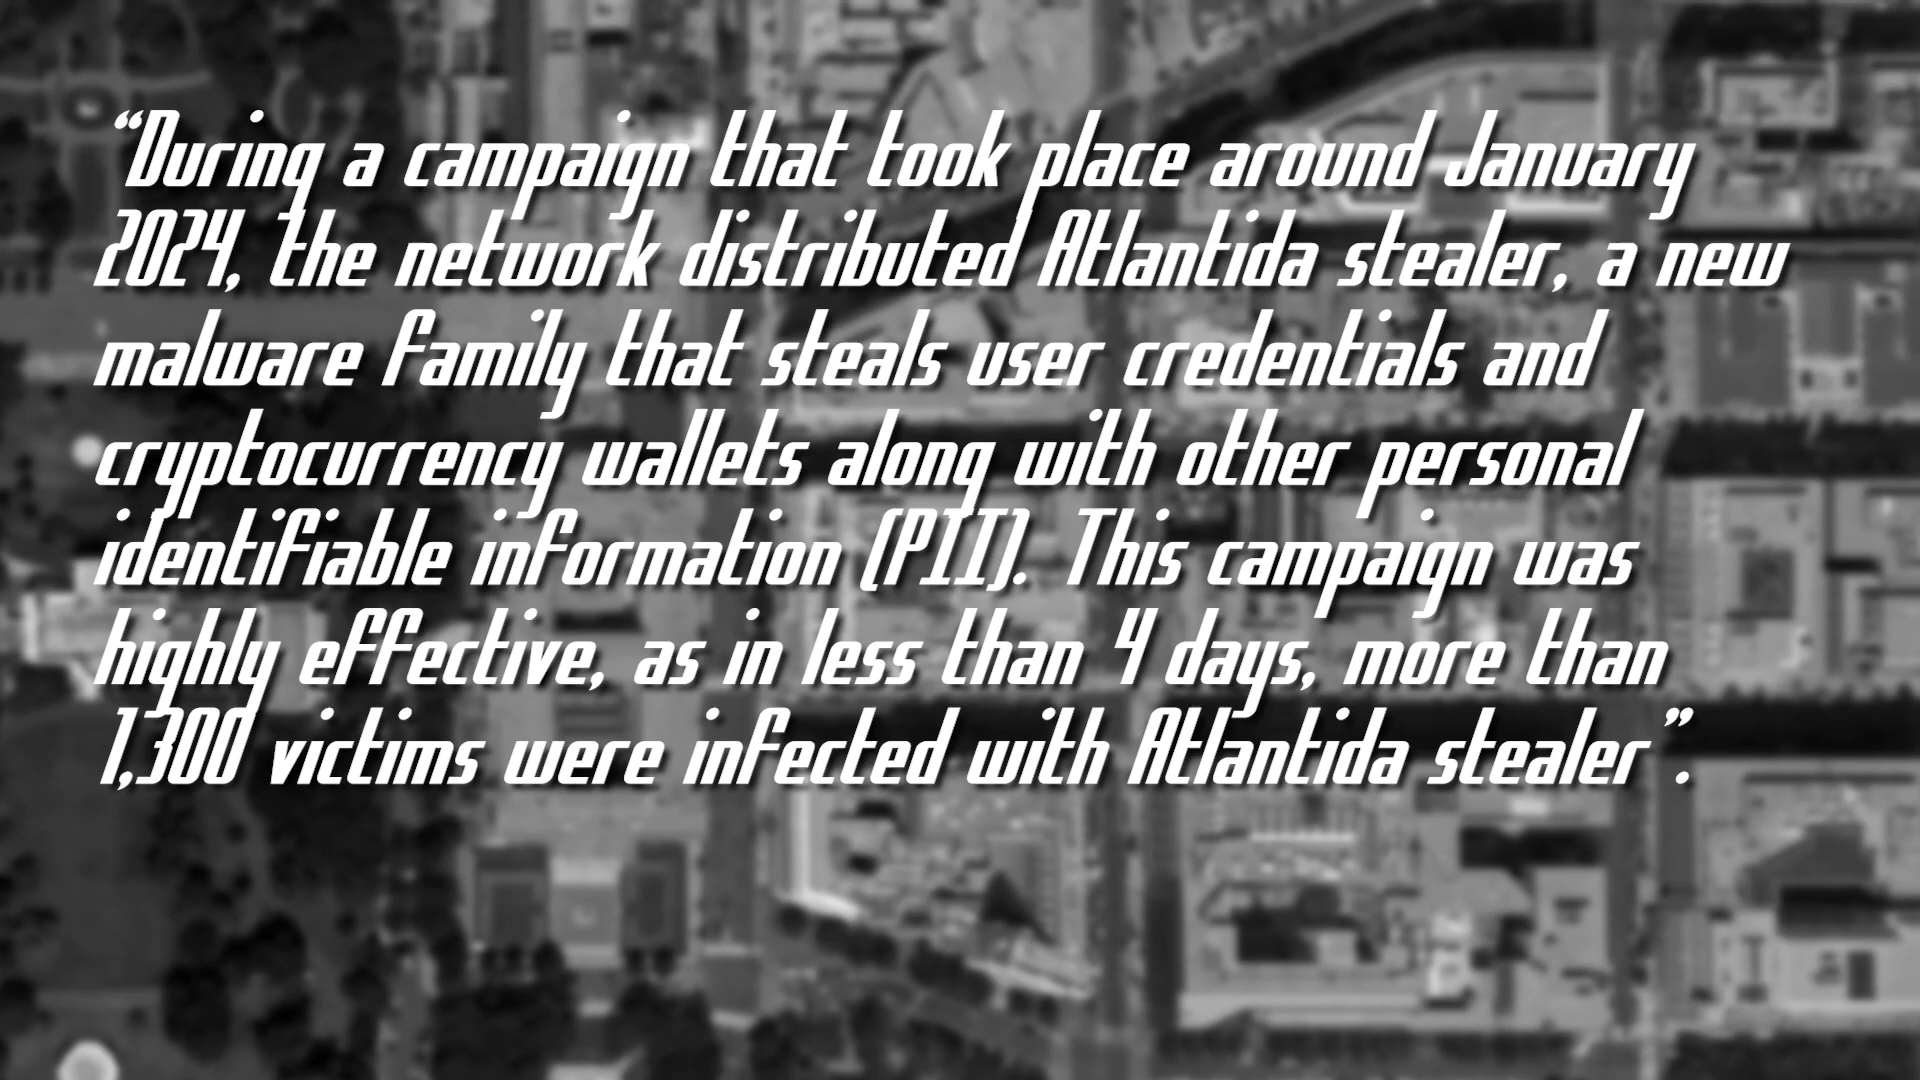 “During a campaign that took place around January
2024, the network distributed Atlantida stealer, a new
malware family that steals user credentials and
cryptocurrency wallets along with other personal
identifiable information (PII). This campaign was
highly effective, as in less than 4 days, more than
1,300 victims were infected with Atlantida stealer”.